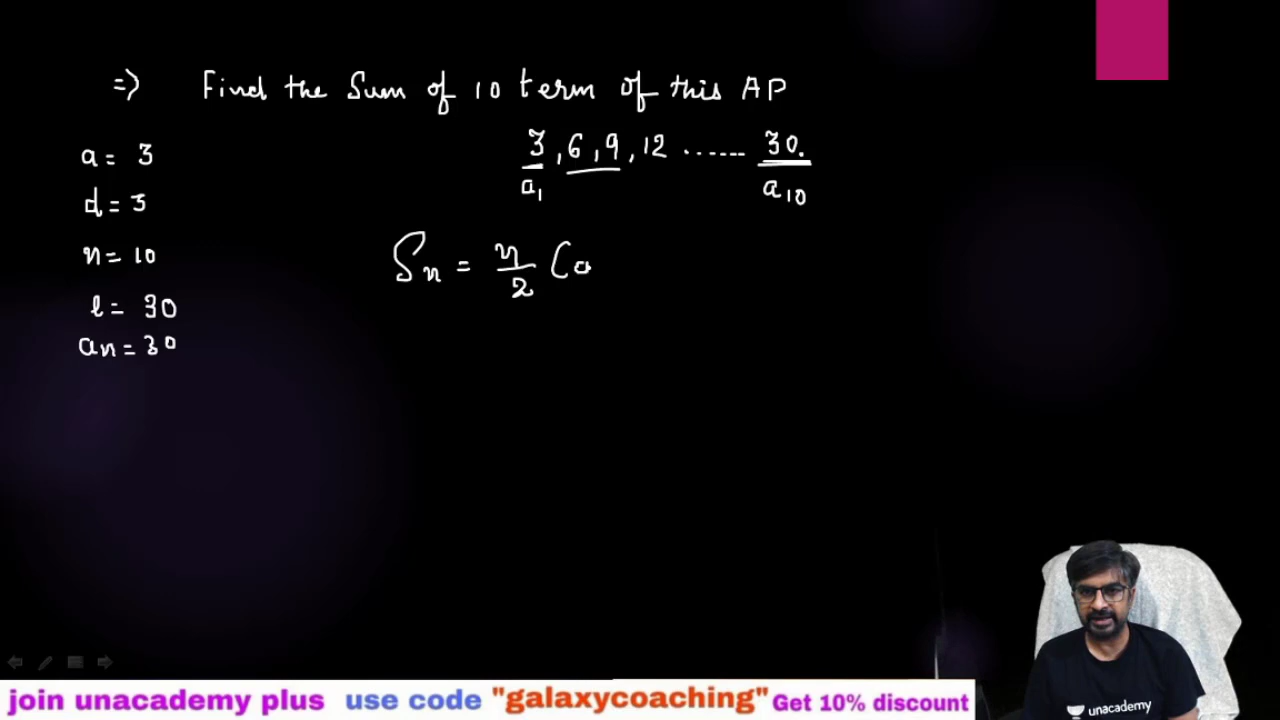 => Find the Sum of 10 term of this AP
3, 6, 9, 12 ...... 30.
a1 a10
a = 3
d = 3
n = 10
l = 30
an = 30
Sn = n/2 (a
unacademy
join unacademy plus use code "galaxycoaching" Get 10% discount